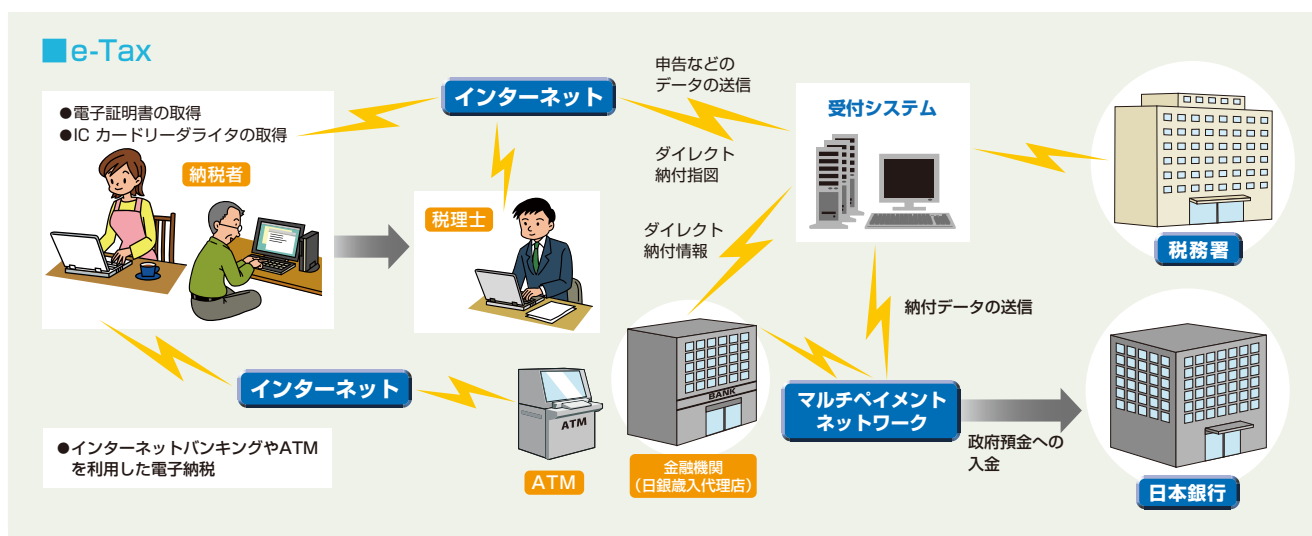 ■e-Tax
●電子証明書の取得
●IC カードリーダライタの取得
納税者
インターネット
税理士
申告などの
データの送信
ダイレクト
納付指図
ダイレクト
納付情報
受付システム
税務署
納付データの送信
インターネット
●インターネットバンキングやATM
を利用した電子納税
ATM
ATM
BANK
金融機関
（日銀歳入代理店）
マルチペイメント
ネットワーク
政府預金への
入金
日本銀行